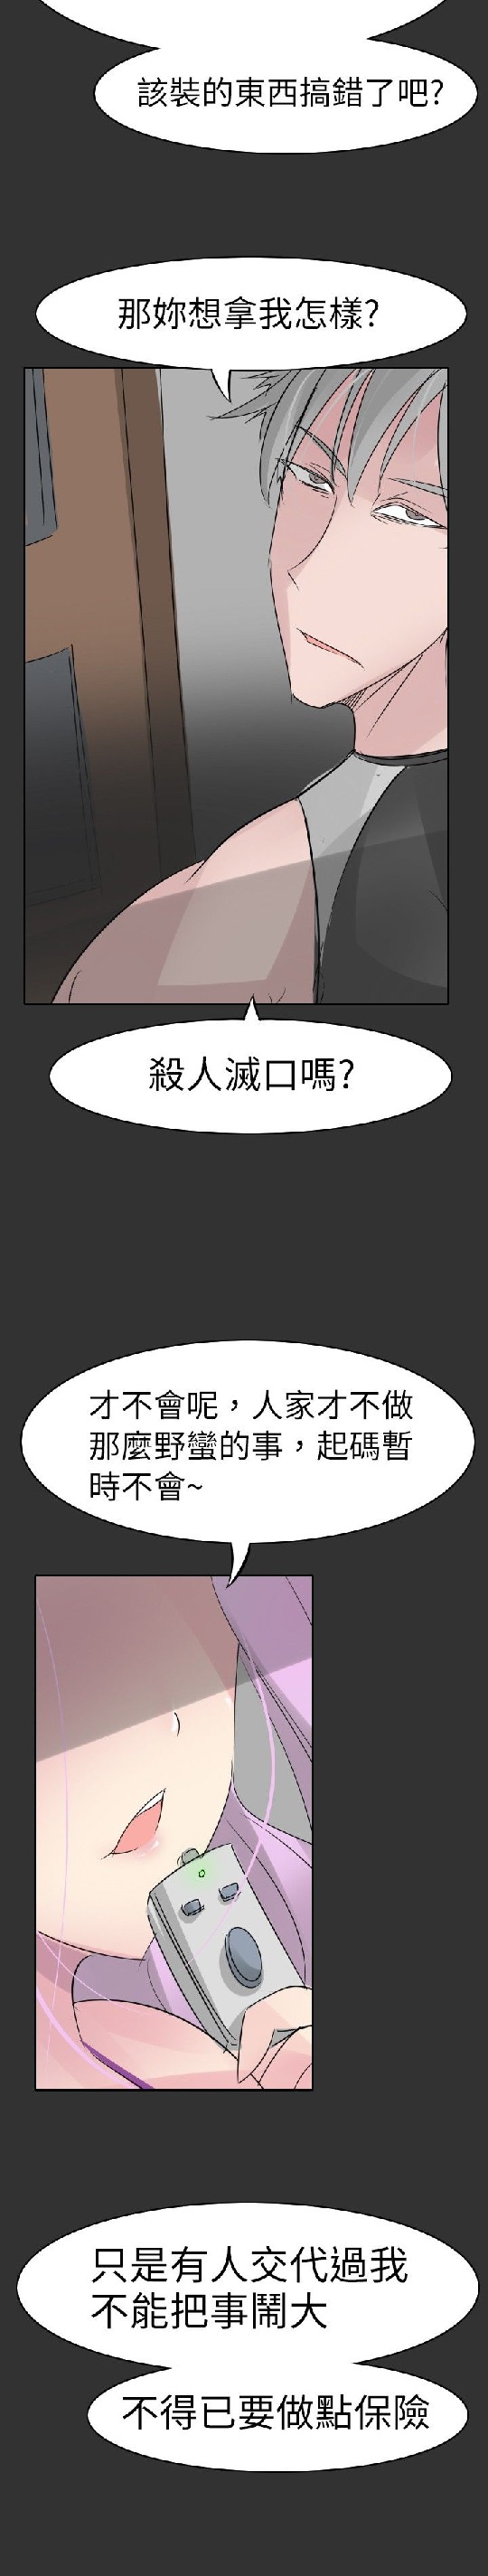 該裝的東西搞錯了吧?
那妳想拿我怎樣?
殺人滅口嗎?
才不會呢，人家才不做
那麼野蠻的事，起碼暫
時不會~
只是有人交代過我
不能把事鬧大
不得已要做點保險